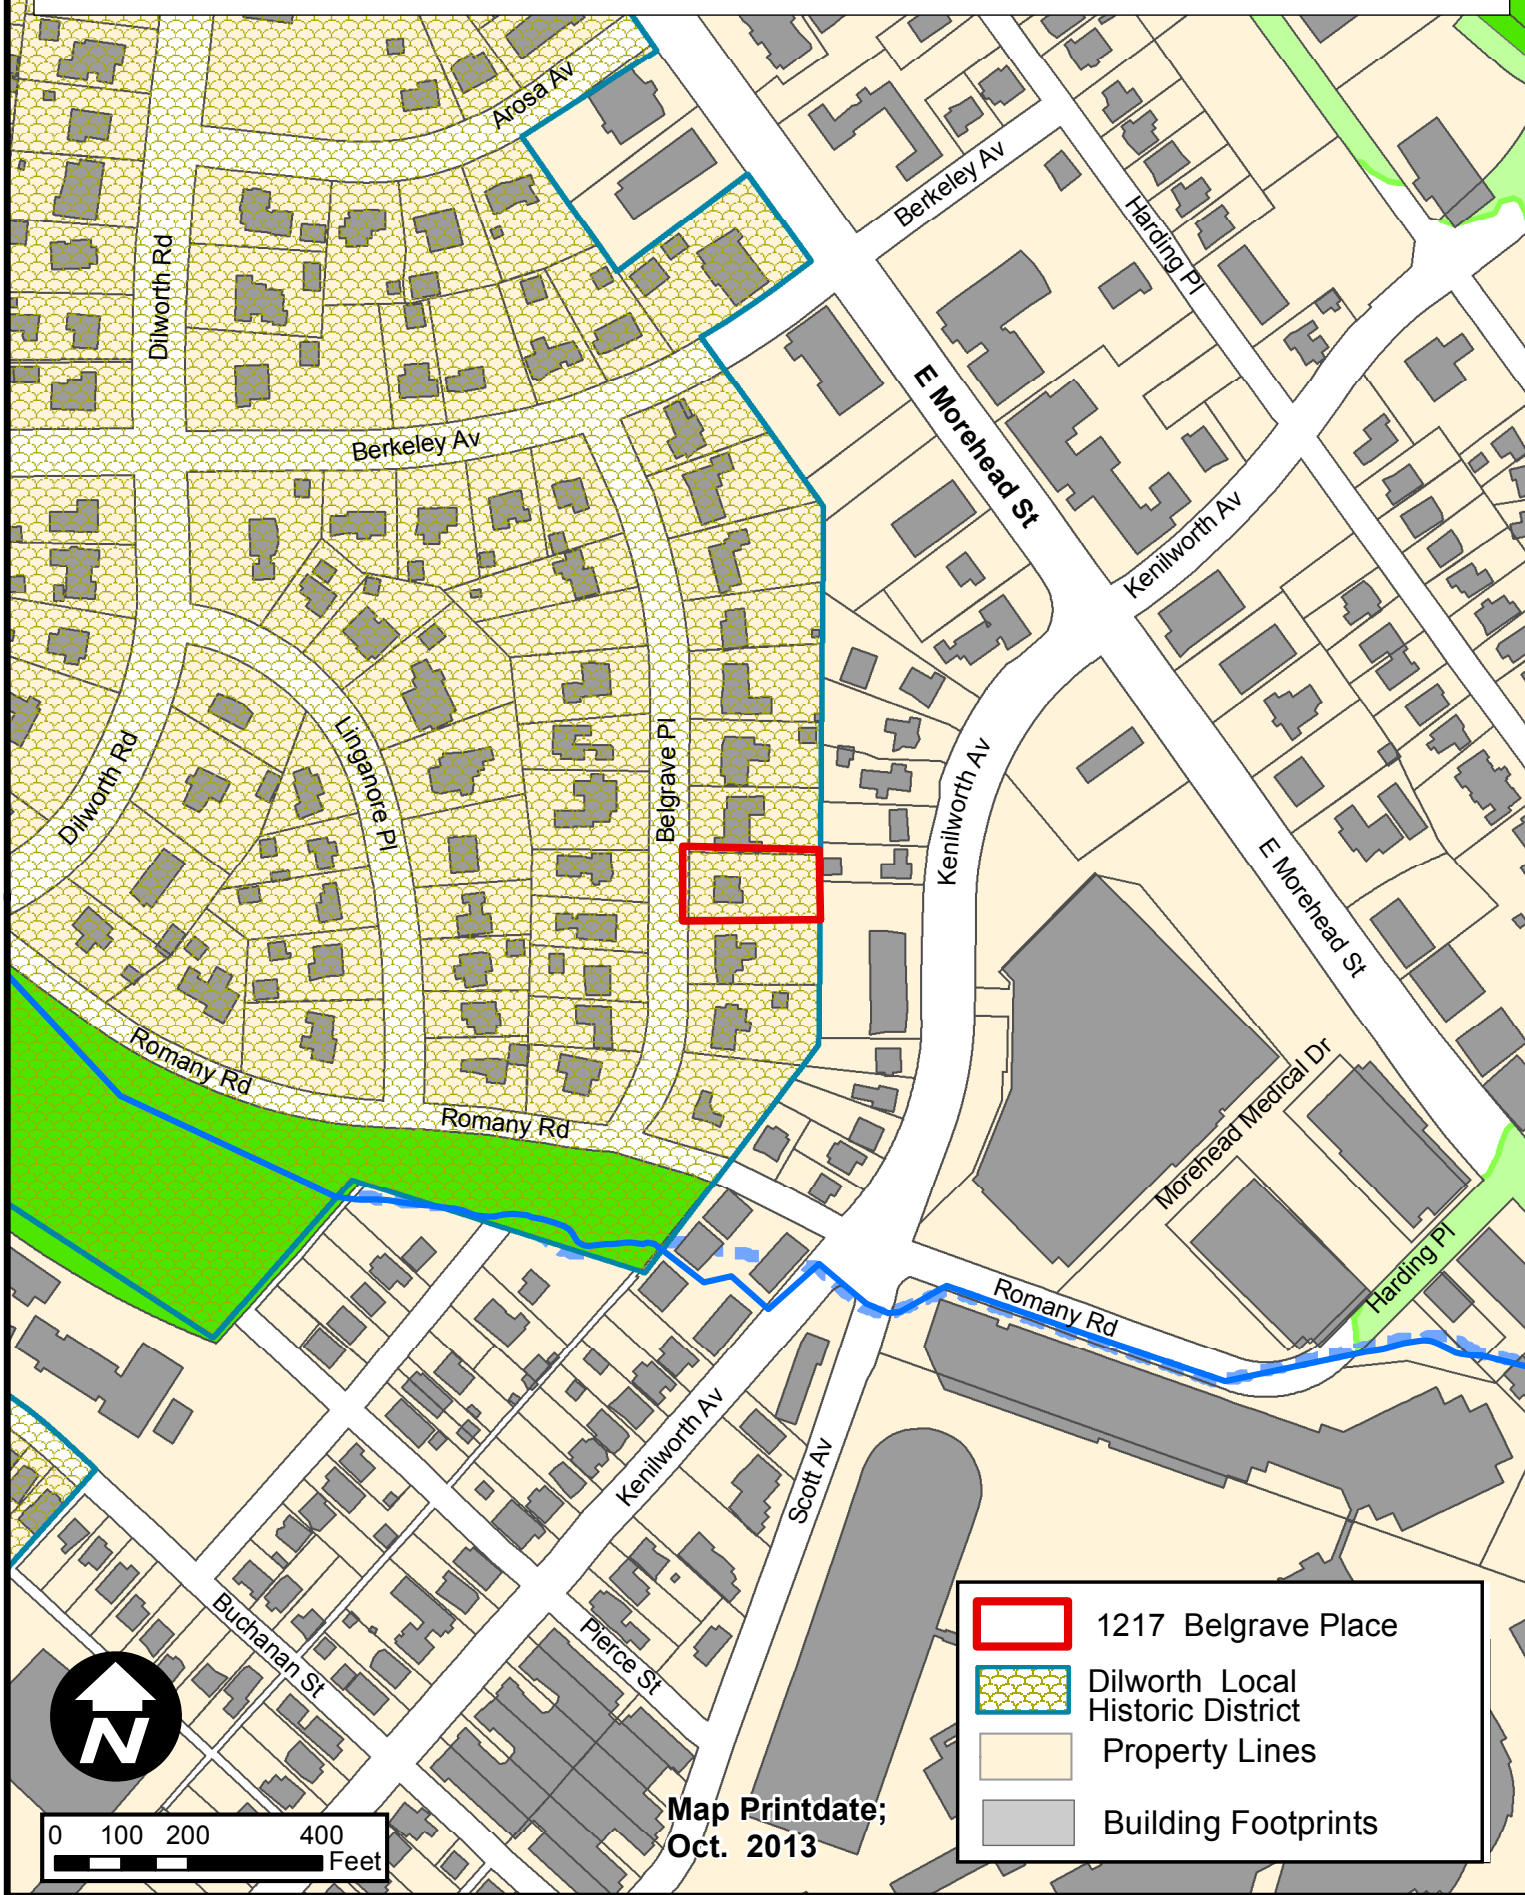 Arosa Av
Berkeley Av
Harding Pl
Dilworth Rd
E Morehead St
Berkeley Av
Kenilworth Av
Linganore Pl
Belgrave Pl
Dilworth Rd
Kenilworth Av
E Morehead St
Romany Rd
Romany Rd
Morehead Medical Dr
Harding Pl
Romany Rd
Kenilworth Av
Scott Av
Buchanan St
Pierce St
1217 Belgrave Place
Dilworth Local
Historic District
Property Lines
Building Footprints
N
Map Printdate;
Oct. 2013
0 100 200 400
Feet